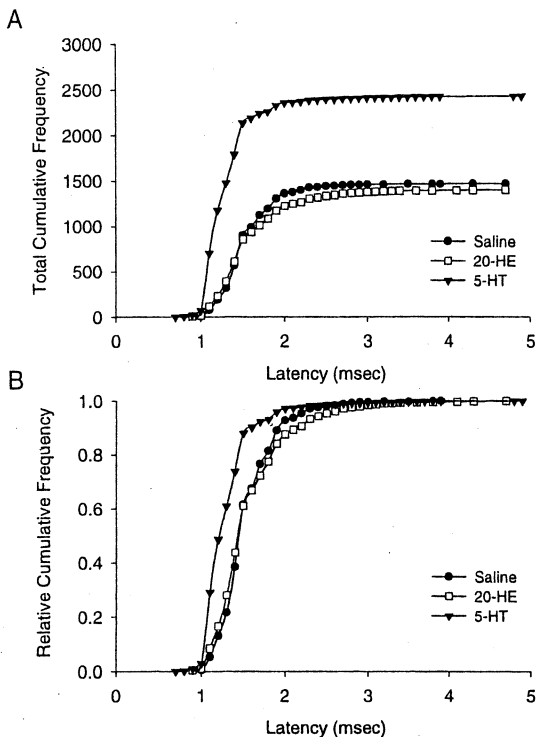 A
3000
2500
2000
1500
1000
500
0
Total Cumulative Frequency
Saline
20-HE
5-HT
0 1 2 3 4 5
Latency (msec)
B
1.0
0.8
0.6
0.4
0.2
0.0
Relative Cumulative Frequency
Saline
20-HE
5-HT
0 1 2 3 4 5
Latency (msec)